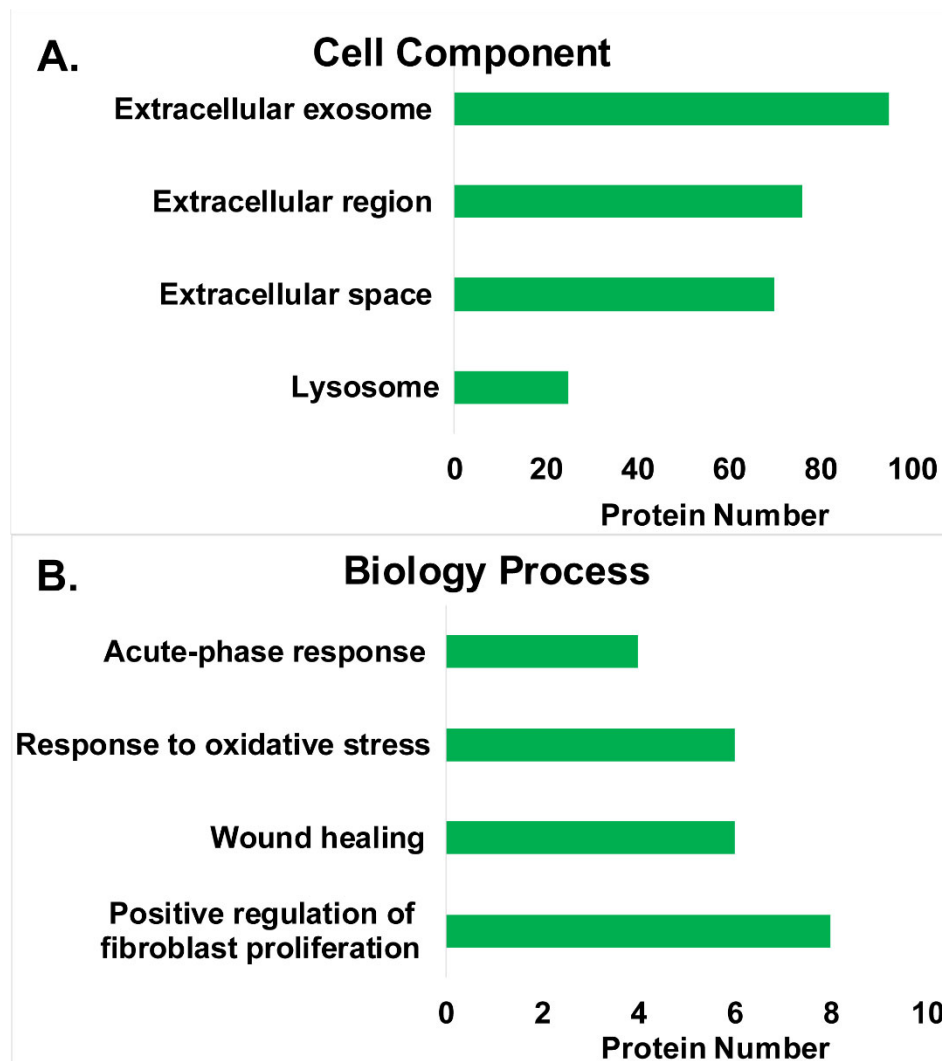 A.
Cell Component
Extracellular exosome
Extracellular region
Extracellular space
Lysosome
0 20 40 60 80 100
Protein Number
B.
Biology Process
Acute-phase response
Response to oxidative stress
Wound healing
Positive regulation of
fibroblast proliferation
0 2 4 6 8 10
Protein Number